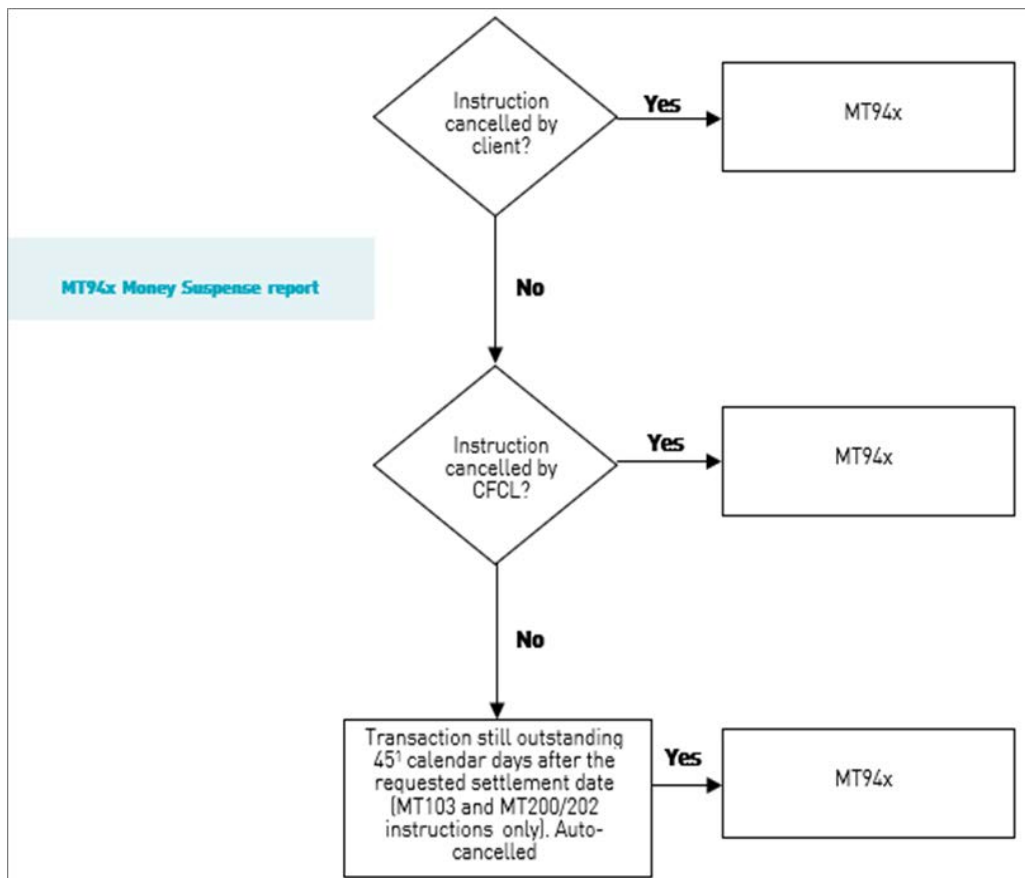 Instruction
cancelled by
client?
Yes
MT94x
MT94x Money Suspense report
No
Instruction
cancelled by
CFCL?
Yes
MT94x
No
Transaction still outstanding
45¹ calendar days after the
requested settlement date
(MT103 and MT200/202
instructions only). Auto-
cancelled
Yes
MT94x